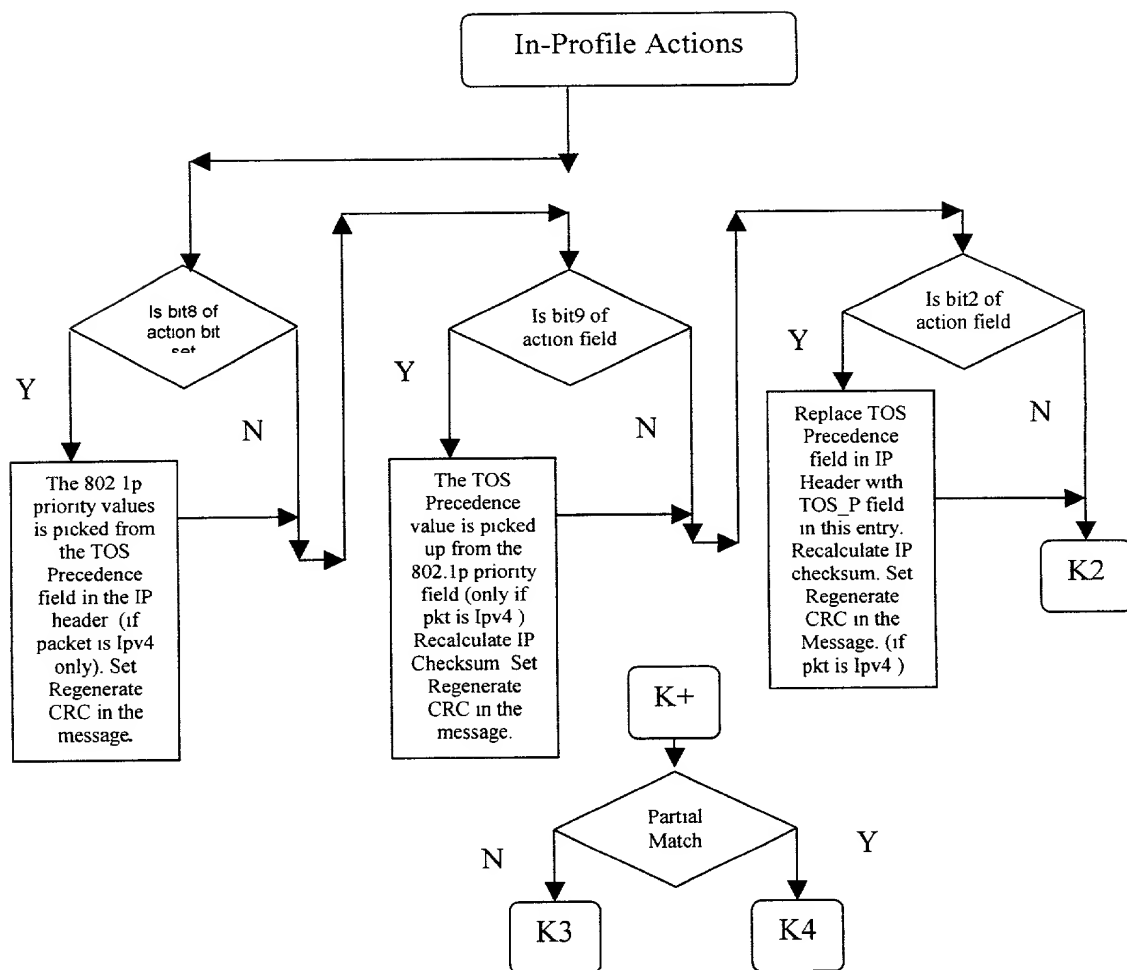 In-Profile Actions
Is bit8 of
action bit
set
Y
N
The 802 1p
priority values
is picked from
the TOS
Precedence
field in the IP
header (if
packet is Ipv4
only). Set
Regenerate
CRC in the
message.
Is bit9 of
action field
Y
N
The TOS
Precedence
value is picked
up from the
802.1p priority
field (only if
pkt is Ipv4 )
Recalculate IP
Checksum Set
Regenerate
CRC in the
message.
Is bit2 of
action field
Y
N
Replace TOS
Precedence
field in IP
Header with
TOS_P field
in this entry.
Recalculate IP
checksum. Set
Regenerate
CRC in the
Message. (if
pkt is Ipv4 )
K2
K+
Partial
Match
N
Y
K3
K4